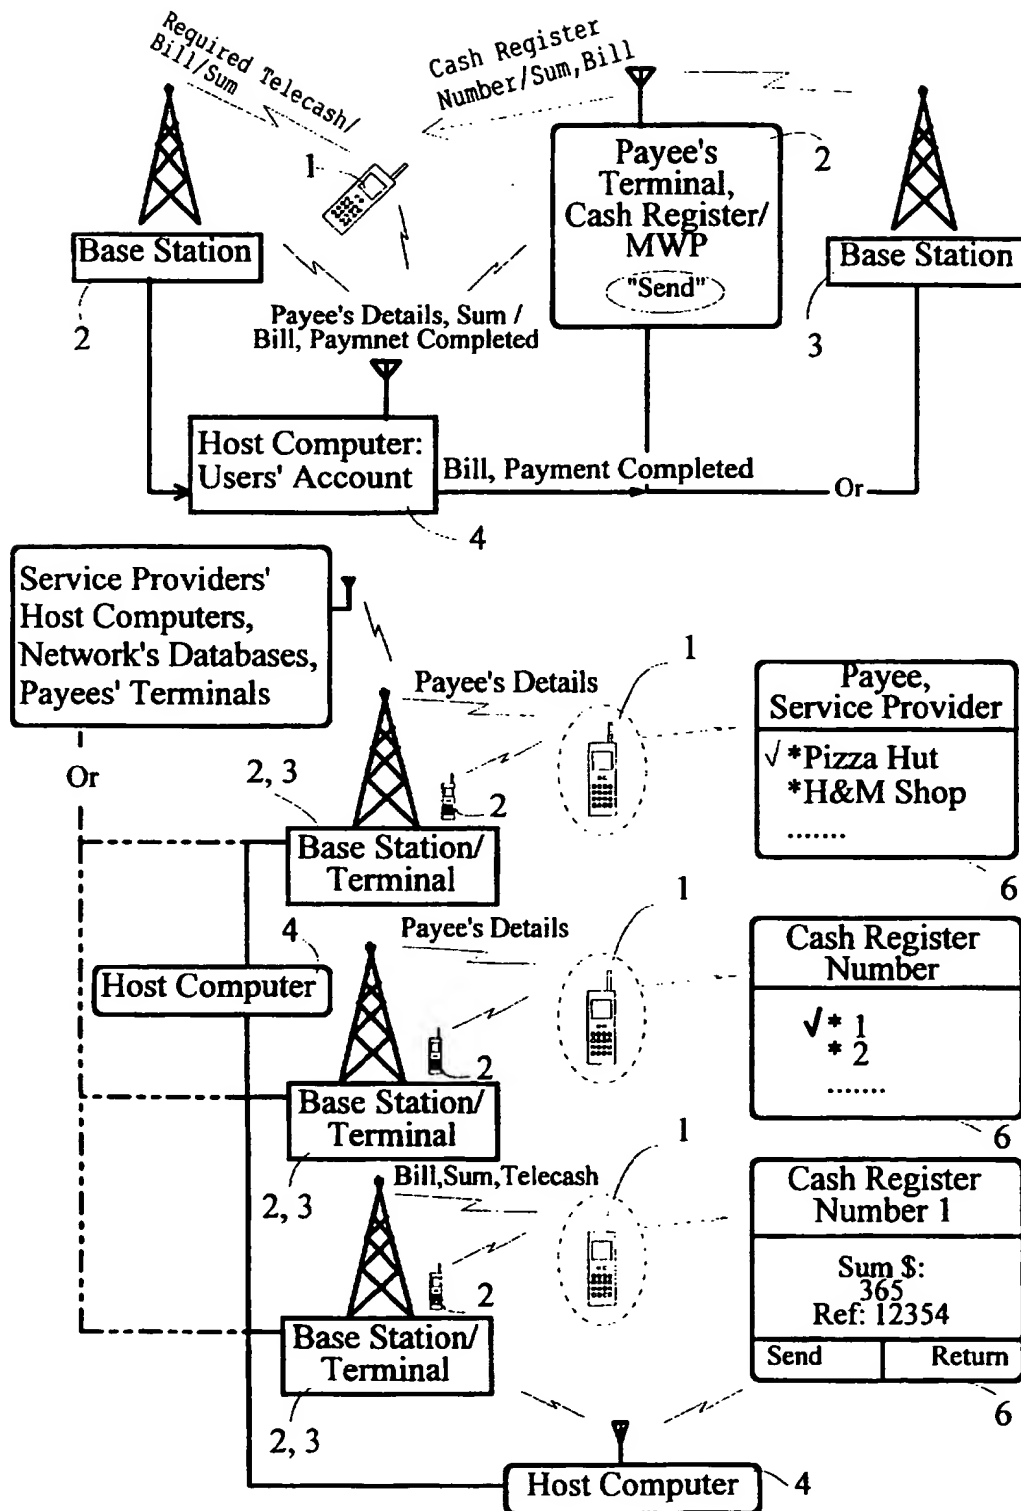 Required Telecash/
Bill/Sum
Cash Register
Number/Sum,Bill
1
Payee's
Terminal,
Cash Register/
MWP
"Send"
2
Base Station
2
Base Station
3
Payee's Details, Sum /
Bill, Paymnet Completed
Host Computer:
Users' Account
4
Bill, Payment Completed
Or
Service Providers'
Host Computers,
Network's Databases,
Payees' Terminals
Or
Payee's Details
1
2, 3
2
Base Station/
Terminal
Payee,
Service Provider
√ *Pizza Hut
*H&M Shop
.......
6
4
Host Computer
Payee's Details
1
2
Base Station/
Terminal
2, 3
Cash Register
Number
√ * 1
* 2
.......
6
Bill,Sum,Telecash
1
2
Base Station/
Terminal
2, 3
Cash Register
Number 1
Sum $:
365
Ref: 12354
Send
Return
6
Host Computer
4